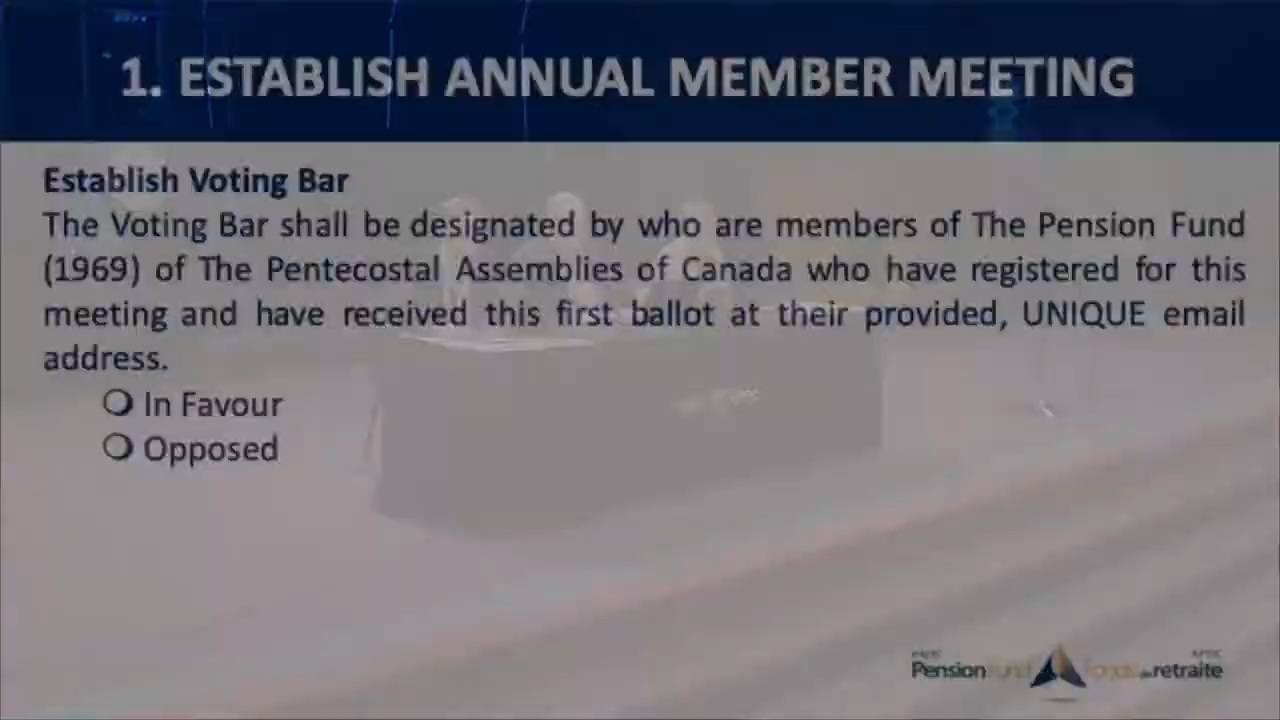 1. ESTABLISH ANNUAL MEMBER MEETING
Establish Voting Bar
The Voting Bar shall be designated by who are members of The Pension Fund
(1969) of The Pentecostal Assemblies of Canada who have registered for this
meeting and have received this first ballot at their provided, UNIQUE email
address.
In Favour
Opposed
Pension Fund retraite